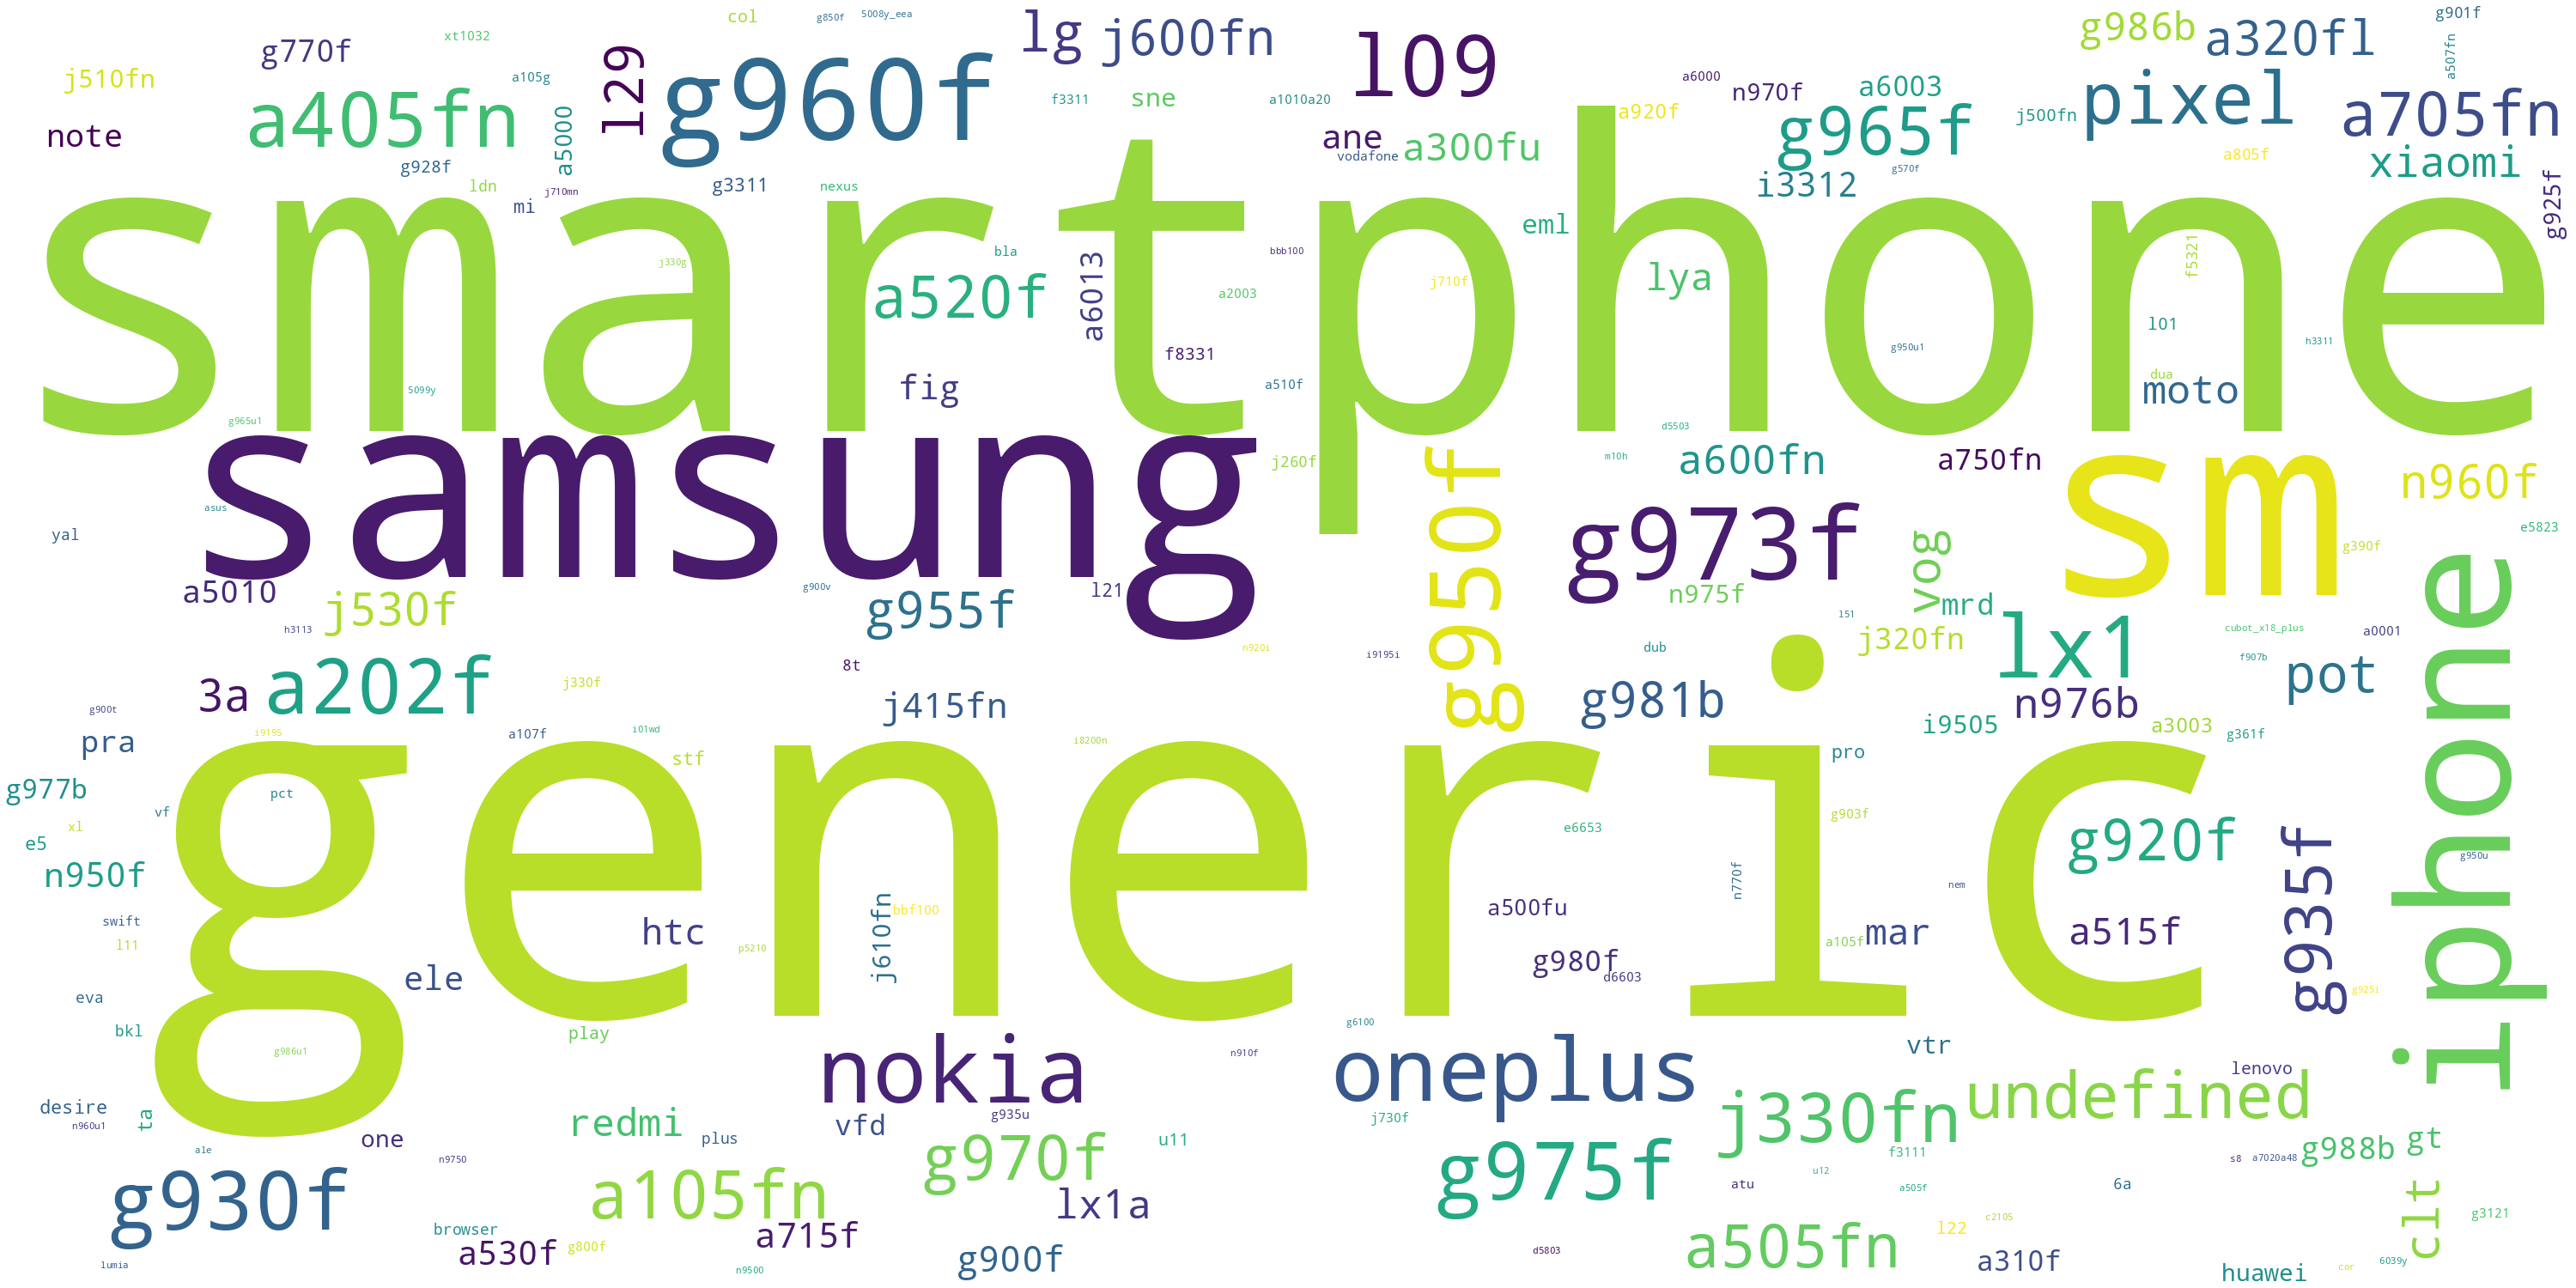 smartphone
generic
samsung
sm
iphone
g960f
g973f
g950f
l09
nokia
oneplus
a405fn
pixel
a705fn
g965f
lx1
a202f
g930f
g975f
a105fn
j330fn
undefined
a505fn
g970f
g935f
g920f
a520f
g955f
lg
j600fn
l129
a320fl
g986b
xiaomi
a300fu
ane
i3312
a6003
n970f
g770f
j510fn
note
a5000
xt1032
a105g
col
g850f
5008y_eea
f3311
sne
a1010a20
vodafone
a6000
a920f
j500fn
g901f
a507fn
a805f
g570f
g925f
g928f
ldn
mi
j710mn
g3311
nexus
eml
bla
bbb100
j330g
a6013
a2003
j710f
lya
f5321
l01
g950u1
h3311
f8331
fig
a510f
dua
moto
5099y
g965u1
d5503
m10h
a600fn
a750fn
n960f
j260f
asus
yal
g390f
e5823
vog
a5010
j530f
h3113
g900v
l21
n975f
mrd
l51
j320fn
cubot_x18_plus
a0001
n920i
i9195i
dub
f907b
8t
3a
j330f
j415fn
g981b
pot
n976b
g900t
pra
i9195
a107f
i01wd
i8200n
i9505
a3003
g361f
stf
pro
g977b
pct
vf
g903f
xl
e5
e6653
n950f
g950u
n770f
nem
a500fu
j610fn
bbf100
swift
htc
l11
p5210
a105f
mar
a515f
g980f
d6603
ele
eva
g925i
bkl
play
g6100
g986u1
n910f
vtr
lenovo
desire
ta
n960u1
redmi
vfd
g935u
j730f
one
plus
u11
ale
n9750
f3111
u12
g988b
gt
s8
a7020a48
atu
a505f
6a
clt
lx1a
g3121
c2105
l22
browser
a530f
g800f
a715f
g900f
d5803
a310f
huawei
cor
6039y
lumia
n9500